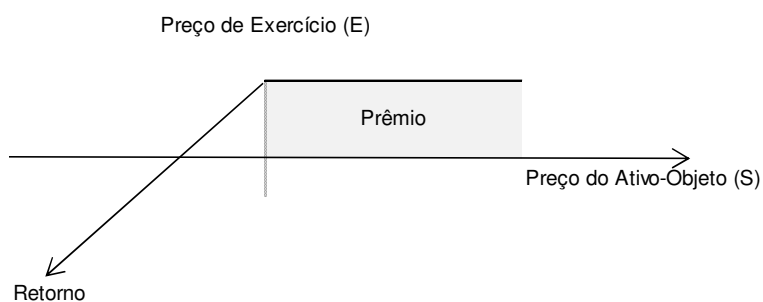 Preço de Exercício (E)
Prêmio
Preço do Ativo-Objeto (S)
Retorno